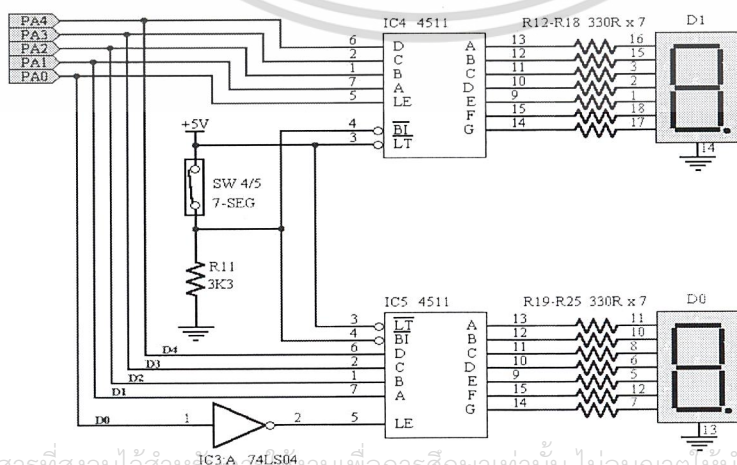 PA4
PA3
PA2
PA1
PA0
IC4 4511
R12-R18 330R x 7
D1
6 D A 13 16
2 C B 12 15
1 B C 11 3
7 A D 10 2
5 LE E 9 1
F 15 18
4 BI G 14 17
3 LT
14
+5V
SW 4/5
7-SEG
R11
3K3
IC5 4511
R19-R25 330R x 7
D0
3 LT A 13 11
4 BI B 12 10
D4 6 D C 11 8
D3 2 C D 10 6
D2 1 B E 9 5
D1 7 A F 15 12
G 14 7
D0 1 2 5 LE
13
IC3:A 74LS04